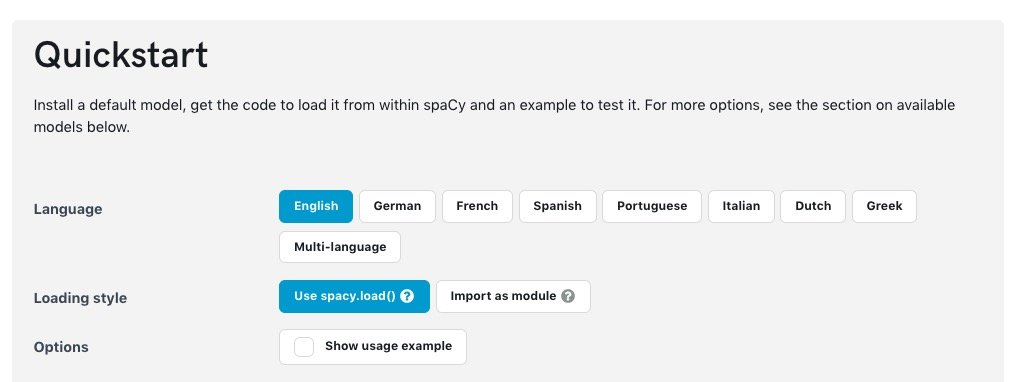 Quickstart
Install a default model, get the code to load it from within spaCy and an example to test it. For more options, see the section on available
models below.
Language English German French Spanish Portuguese Italian Dutch Greek
Multi-language
Loading style Use spacy.load() ? Import as module ?
Options Show usage example